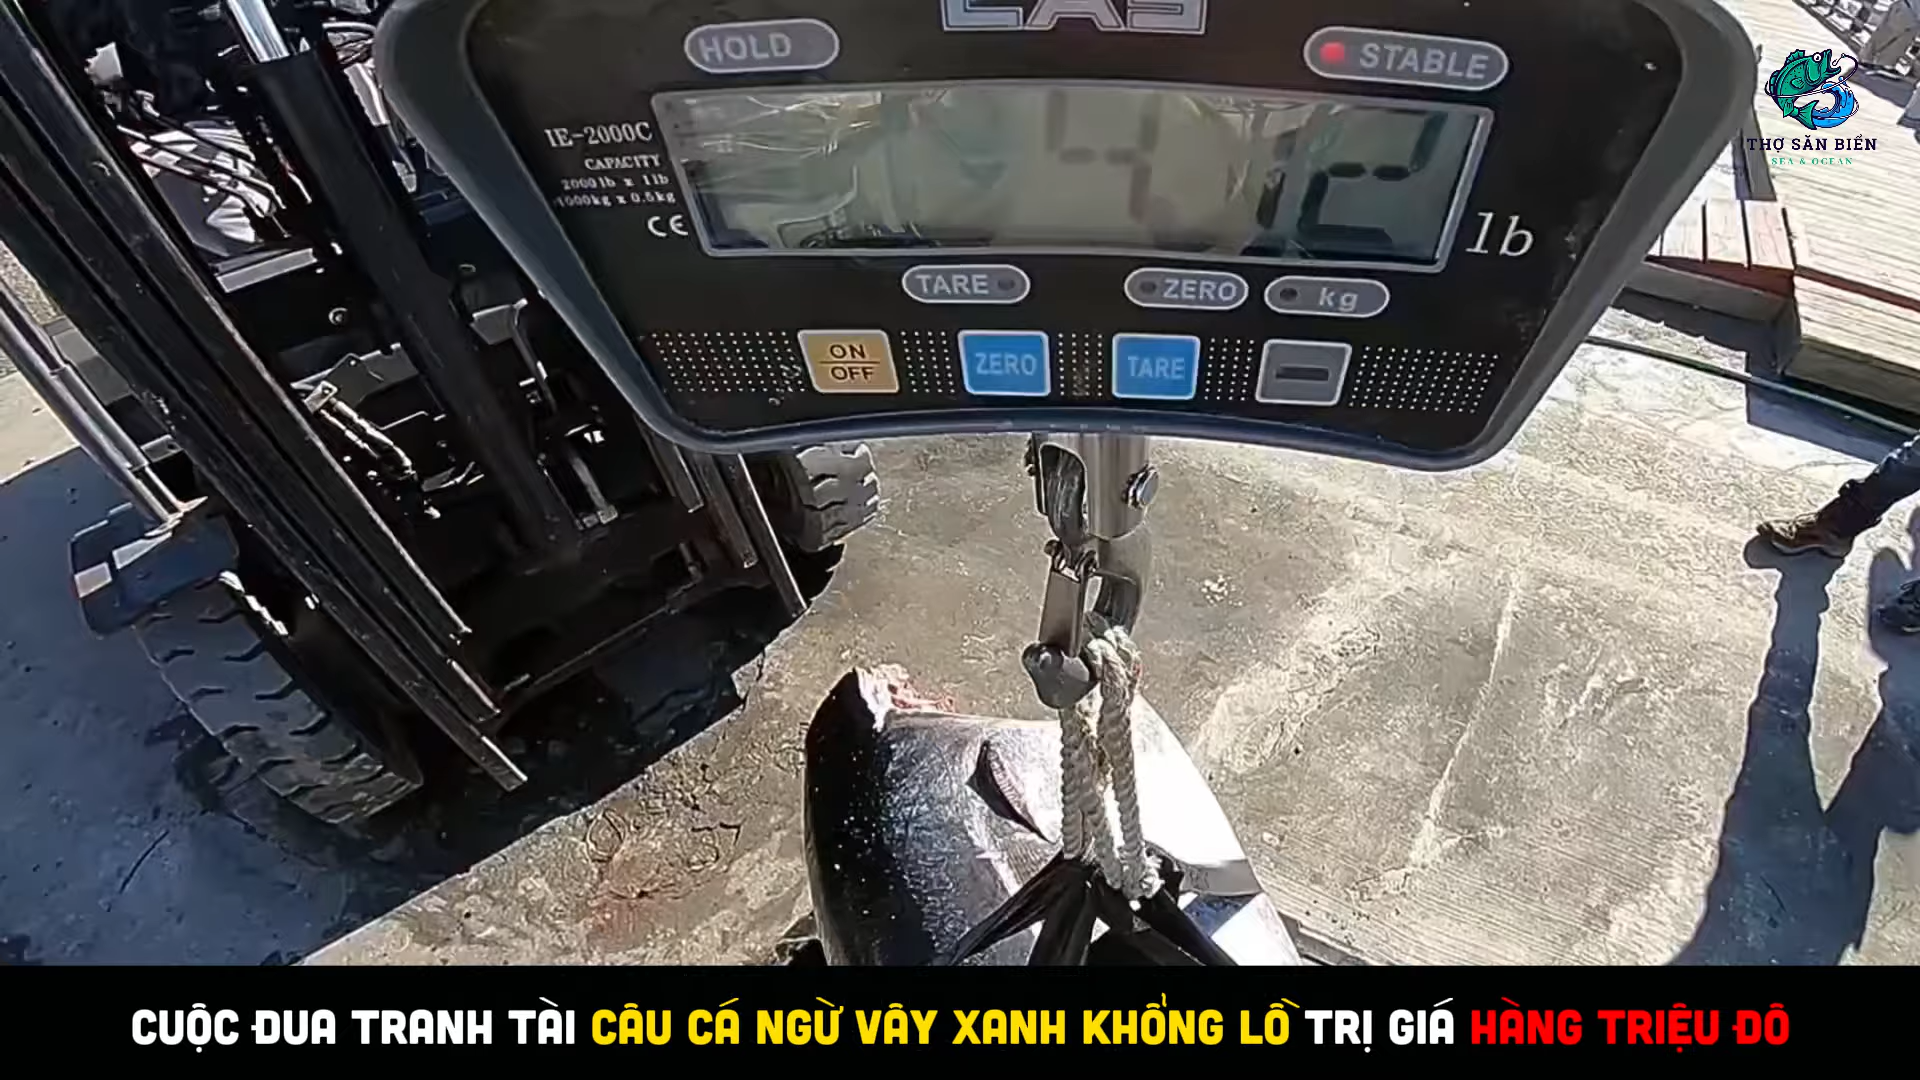 CAS
HOLD
STABLE
IE-2000C
CAPACITY
2000lb x 1lb
1000kg x 0.5kg
CE
lb
TARE
ZERO
kg
ON
OFF
ZERO
TARE
THỢ SĂN BIỂN
SEA & OCEAN
CUỘC ĐUA TRANH TÀI CÂU CÁ NGỪ VÂY XANH KHỔNG LỒ TRỊ GIÁ HÀNG TRIỆU ĐÔ